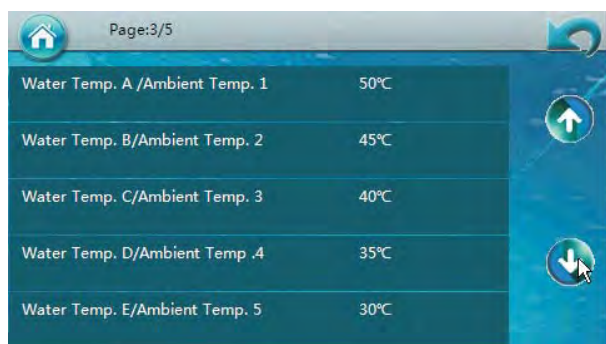 Page:3/5
Water Temp. A /Ambient Temp. 1 50℃
Water Temp. B/Ambient Temp. 2 45℃
Water Temp. C/Ambient Temp. 3 40℃
Water Temp. D/Ambient Temp .4 35℃
Water Temp. E/Ambient Temp. 5 30℃